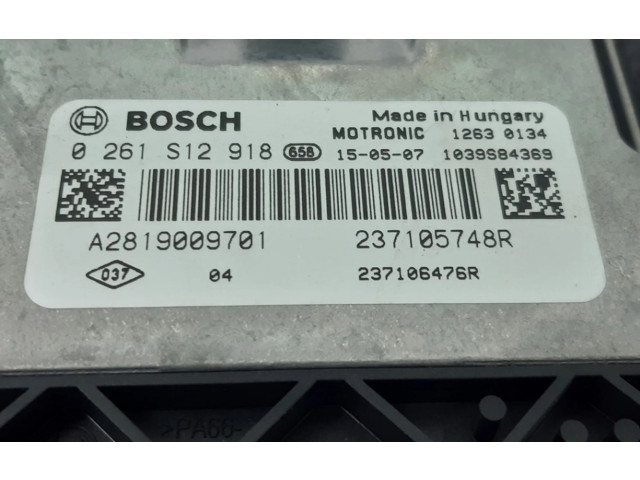 BOSCH Made in Hungary
MOTRONIC 1263 0134
0 261 S12 918 658 15-05-07 1039S84369
A2819009701 237105748R
037 04 237106476R
>PA66-